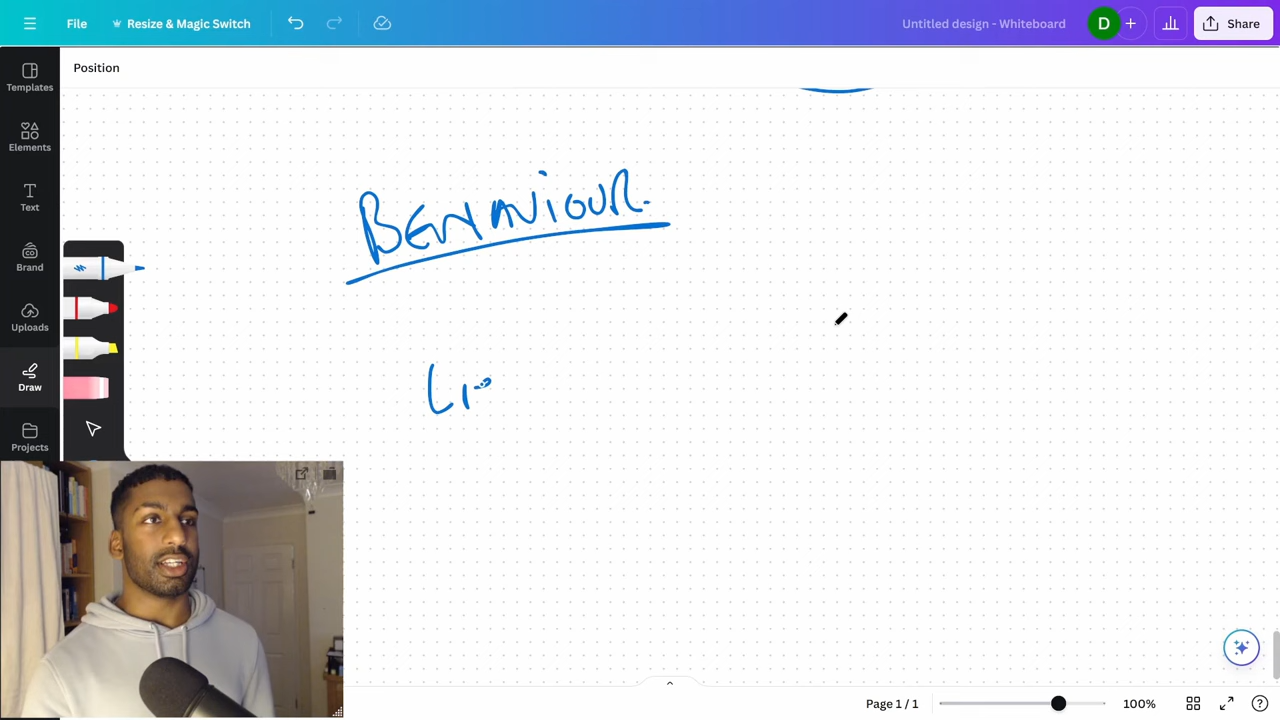 File
Resize & Magic Switch
Untitled design - Whiteboard
D
+
Share
Position
Templates
Elements
Text
Brand
Uploads
Draw
Projects
BEHAVIOUR.
Page 1 / 1
100%